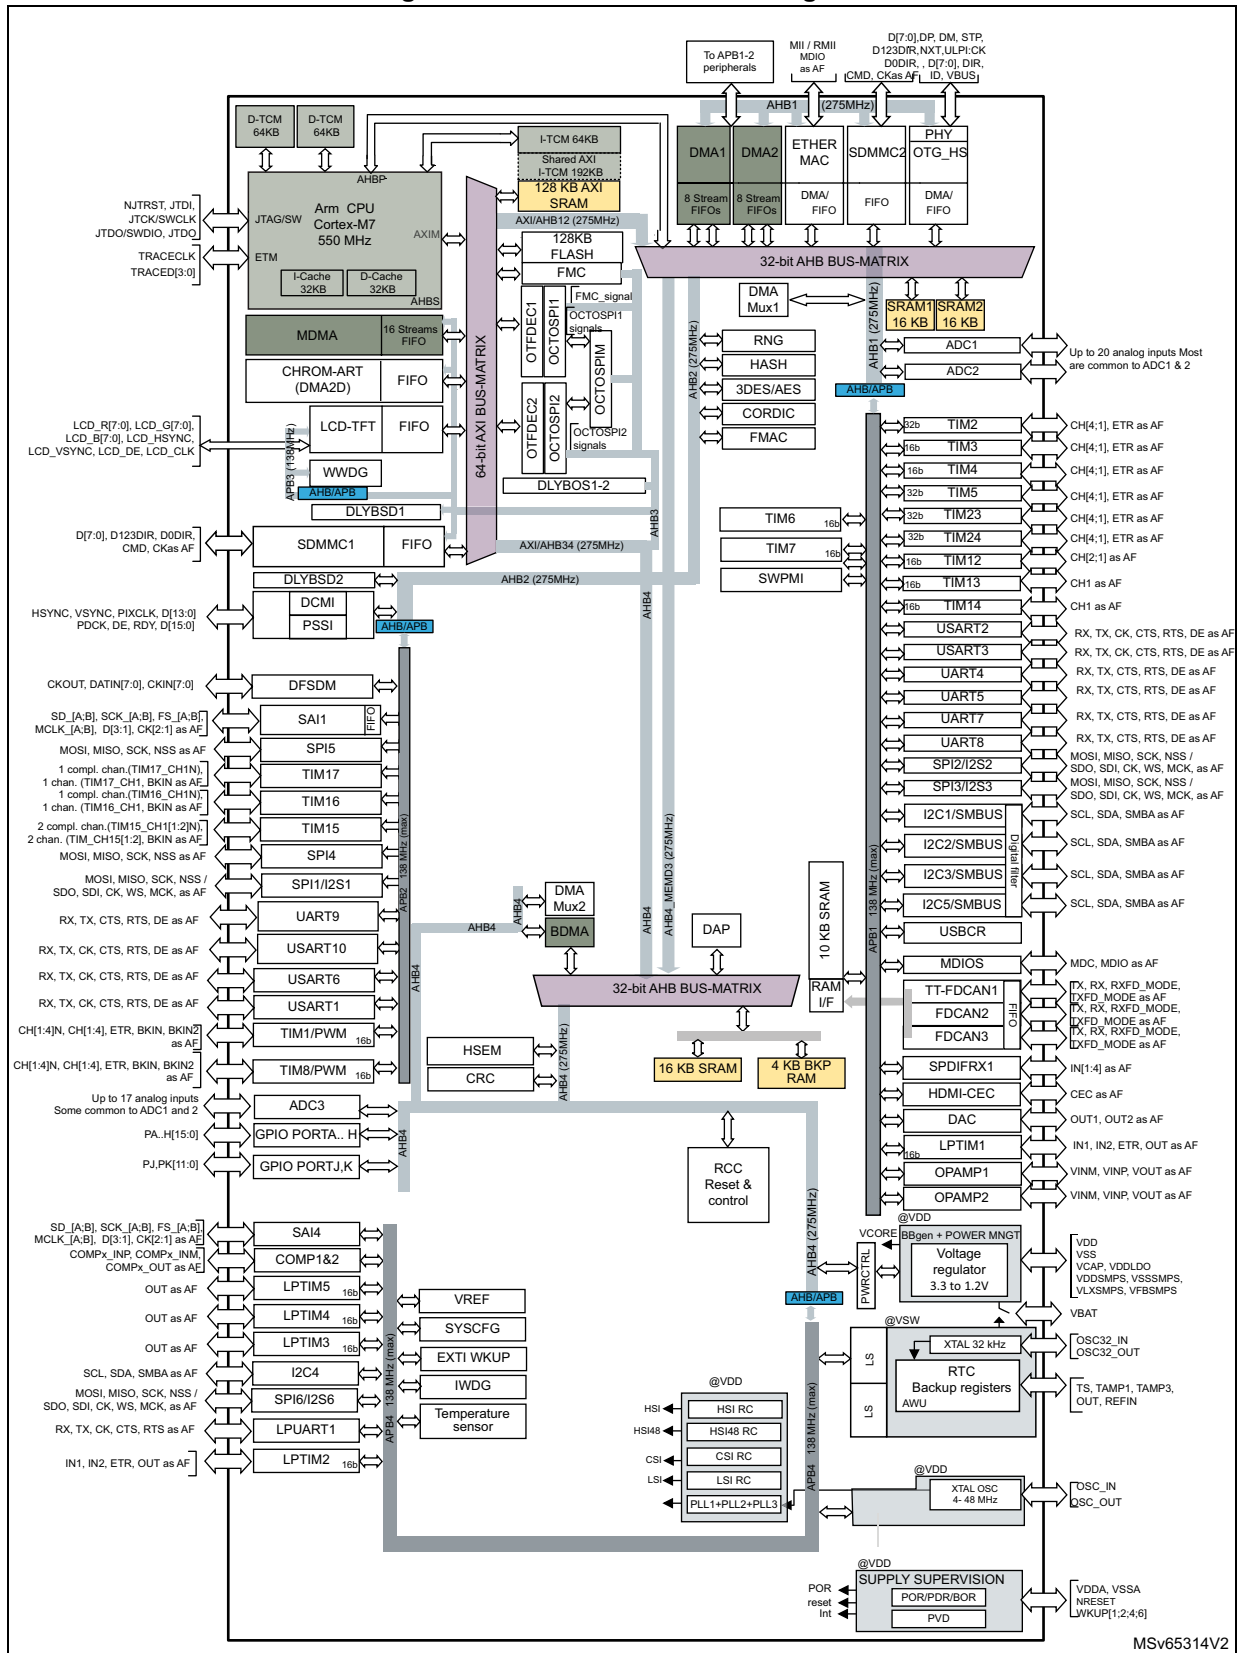 To APB1-2
peripherals
MII / RMII
MDIO
as AF
D[7:0],DP, DM, STP,
D123DIR,NXT,ULPI:CK
D0DIR, , D[7:0], DIR,
CMD, CKas AF
ID, VBUS
AHB1
(275MHz)
D-TCM
64KB
D-TCM
64KB
I-TCM 64KB
Shared AXI
I-TCM 192KB
128 KB AXI
SRAM
DMA1
8 Stream
FIFOs
DMA2
8 Stream
FIFOs
ETHER
MAC
DMA/
FIFO
SDMMC2
FIFO
PHY
OTG_HS
DMA/
FIFO
AHBP
Arm CPU
Cortex-M7
550 MHz
JTAG/SW
ETM
AXIM
AHBS
I-Cache
32KB
D-Cache
32KB
NJTRST, JTDI,
JTCK/SWCLK
JTDO/SWDIO, JTDO
TRACECLK
TRACED[3:0]
AXI/AHB12 (275MHz)
128KB
FLASH
FMC
FMC_signal
64-bit AXI BUS-MATRIX
32-bit AHB BUS-MATRIX
DMA
Mux1
AHB1 (275MHz)
SRAM1
16 KB
SRAM2
16 KB
MDMA
16 Streams
FIFO
CHROM-ART
(DMA2D)
FIFO
LCD-TFT
FIFO
WWDG
AHB/APB
APB3 (138MHz)
LCD_R[7:0], LCD_G[7:0],
LCD_B[7:0], LCD_HSYNC,
LCD_VSYNC, LCD_DE, LCD_CLK
OTFDEC1
OCTOSPI1
OCTOSPI1
signals
OCTOSPIM
OTFDEC2
OCTOSPI2
OCTOSPI2
signals
DLYBOS1-2
DLYBSD1
AHB3
AHB2 (275MHz)
RNG
HASH
3DES/AES
CORDIC
FMAC
ADC1
ADC2
Up to 20 analog inputs Most
are common to ADC1 & 2
AHB/APB
D[7:0], D123DIR, D0DIR,
CMD, CKas AF
SDMMC1
FIFO
AXI/AHB34 (275MHz)
DLYBSD2
AHB2 (275MHz)
DCMI
PSSI
HSYNC, VSYNC, PIXCLK, D[13:0]
PDCK, DE, RDY, D[15:0]
AHB/APB
AHB4
TIM6
16b
TIM7
16b
SWPMI
32b
TIM2
CH[4;1], ETR as AF
16b
TIM3
CH[4;1], ETR as AF
16b
TIM4
CH[4;1], ETR as AF
32b
TIM5
CH[4;1], ETR as AF
32b
TIM23
CH[4;1], ETR as AF
32b
TIM24
CH[4;1], ETR as AF
16b
TIM12
CH[2;1] as AF
16b
TIM13
CH1 as AF
16b
TIM14
CH1 as AF
USART2
RX, TX, CK, CTS, RTS, DE as AF
USART3
RX, TX, CK, CTS, RTS, DE as AF
UART4
RX, TX, CTS, RTS, DE as AF
UART5
RX, TX, CTS, RTS, DE as AF
UART7
RX, TX, CTS, RTS, DE as AF
UART8
RX, TX, CTS, RTS, DE as AF
SPI2/I2S2
MOSI, MISO, SCK, NSS /
SDO, SDI, CK, WS, MCK, as AF
SPI3/I2S3
MOSI, MISO, SCK, NSS /
SDO, SDI, CK, WS, MCK, as AF
I2C1/SMBUS
SCL, SDA, SMBA as AF
I2C2/SMBUS
SCL, SDA, SMBA as AF
I2C3/SMBUS
SCL, SDA, SMBA as AF
I2C5/SMBUS
SCL, SDA, SMBA as AF
Digital filter
USBCR
MDIOS
MDC, MDIO as AF
TT-FDCAN1
FDCAN2
FDCAN3
FIFO
TX, RX, RXFD_MODE,
TXFD_MODE as AF
TX, RX, RXFD_MODE,
TXFD_MODE as AF
TX, RX, RXFD_MODE,
TXFD_MODE as AF
SPDIFRX1
IN[1:4] as AF
HDMI-CEC
CEC as AF
DAC
OUT1, OUT2 as AF
16b
LPTIM1
IN1, IN2, ETR, OUT as AF
OPAMP1
VINM, VINP, VOUT as AF
OPAMP2
VINM, VINP, VOUT as AF
APB1 138 MHz (max)
10 KB SRAM
RAM
I/F
CKOUT, DATIN[7:0], CKIN[7:0]
DFSDM
SD_[A;B], SCK_[A;B], FS_[A;B],
MCLK_[A;B], D[3:1], CK[2:1] as AF
SAI1
FIFO
MOSI, MISO, SCK, NSS as AF
SPI5
1 compl. chan.(TIM17_CH1N),
1 chan. (TIM17_CH1, BKIN as AF
TIM17
1 compl. chan.(TIM16_CH1N),
1 chan. (TIM16_CH1, BKIN as AF
TIM16
2 compl. chan.(TIM15_CH1[1:2]N),
2 chan. (TIM_CH15[1:2], BKIN as AF
TIM15
MOSI, MISO, SCK, NSS as AF
SPI4
MOSI, MISO, SCK, NSS /
SDO, SDI, CK, WS, MCK, as AF
SPI1/I2S1
RX, TX, CTS, RTS, DE as AF
UART9
RX, TX, CK, CTS, RTS, DE as AF
USART10
RX, TX, CK, CTS, RTS, DE as AF
USART6
RX, TX, CK, CTS, RTS, DE as AF
USART1
CH[1:4]N, CH[1:4], ETR, BKIN, BKIN2
as AF
TIM1/PWM
16b
CH[1:4]N, CH[1:4], ETR, BKIN, BKIN2
as AF
TIM8/PWM
16b
APB2 138 MHz (max)
AHB4
AHB4
AHB4
DMA
Mux2
BDMA
AHB4
AHB4_MEMD3 (275MHz)
DAP
32-bit AHB BUS-MATRIX
HSEM
CRC
AHB4 (275MHz)
16 KB SRAM
4 KB BKP
RAM
Up to 17 analog inputs
Some common to ADC1 and 2
ADC3
PA..H[15:0]
GPIO PORTA.. H
PJ,PK[11:0]
GPIO PORTJ,K
AHB4
RCC
Reset &
control
AHB4 (275MHz)
AHB/APB
SD_[A;B], SCK_[A;B], FS_[A;B],
MCLK_[A;B], D[3:1], CK[2:1] as AF
SAI4
COMPx_INP, COMPx_INM,
COMPx_OUT as AF
COMP1&2
OUT as AF
LPTIM5
16b
OUT as AF
LPTIM4
16b
OUT as AF
LPTIM3
16b
SCL, SDA, SMBA as AF
I2C4
MOSI, MISO, SCK, NSS /
SDO, SDI, CK, WS, MCK, as AF
SPI6/I2S6
RX, TX, CK, CTS, RTS as AF
LPUART1
IN1, IN2, ETR, OUT as AF
LPTIM2
16b
APB4 138 MHz (max)
VREF
SYSCFG
EXTI WKUP
IWDG
Temperature
sensor
@VDD
HSI
HSI RC
HSI48
HSI48 RC
CSI
CSI RC
LSI
LSI RC
PLL1+PLL2+PLL3
APB4 138 MHz (max)
PWRCTRL
VCORE
@VDD
BBgen + POWER MNGT
Voltage
regulator
3.3 to 1.2V
VDD
VSS
VCAP, VDDLDO
VDDSMPS, VSSSMPS,
VLXSMPS, VFBSMPS
VBAT
@VSW
LS
LS
XTAL 32 kHz
RTC
Backup registers
AWU
OSC32_IN
OSC32_OUT
TS, TAMP1, TAMP3,
OUT, REFIN
@VDD
XTAL OSC
4- 48 MHz
OSC_IN
OSC_OUT
@VDD
SUPPLY SUPERVISION
POR/PDR/BOR
PVD
POR
reset
Int
VDDA, VSSA
NRESET
WKUP[1;2;4;6]
MSv65314V2